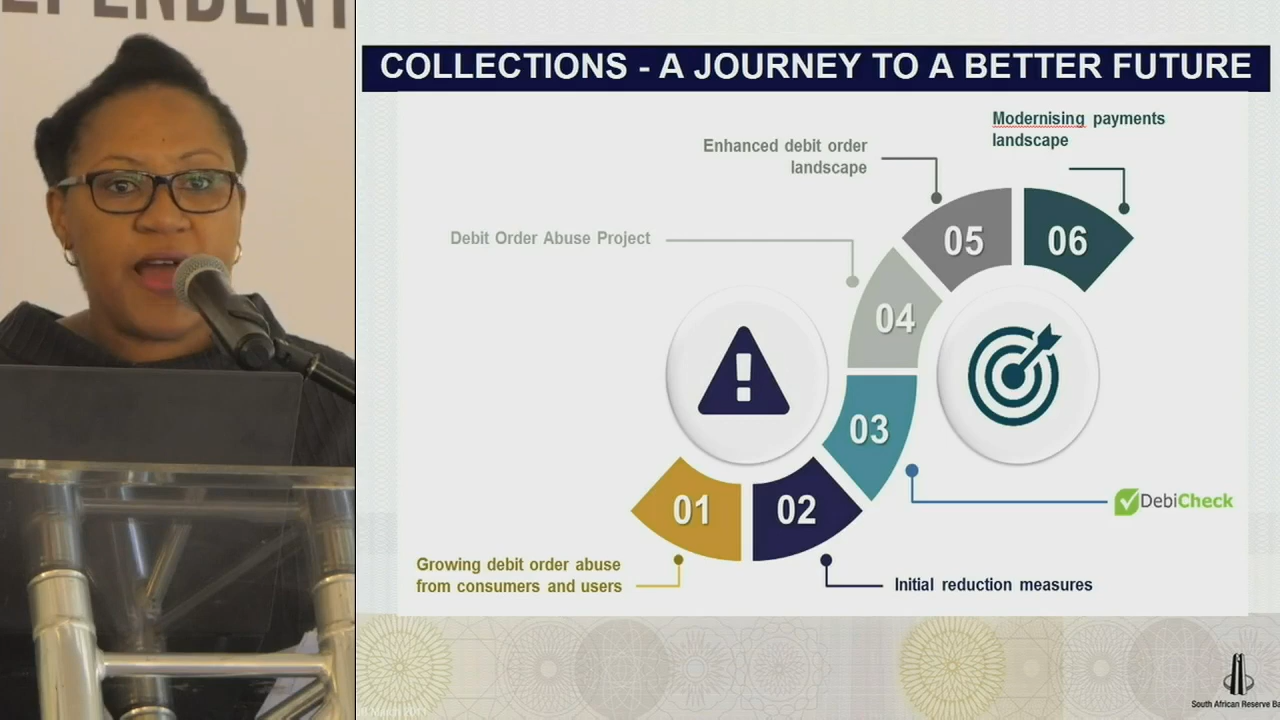 EPENDENT
COLLECTIONS - A JOURNEY TO A BETTER FUTURE
Modernising payments
landscape
Enhanced debit order
landscape
Debit Order Abuse Project
05
06
04
03
01
02
DebiCheck
Growing debit order abuse
from consumers and users
Initial reduction measures
South African Reserve Ba